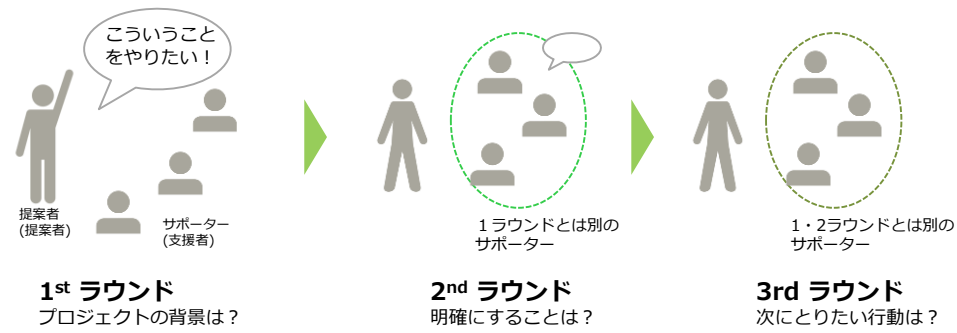 こういうこと
をやりたい！
提案者
(提案者)
サポーター
(支援者)
１ラウンドとは別の
サポーター
1・2ラウンドとは別の
サポーター
1st ラウンド
プロジェクトの背景は？
2nd ラウンド
明確にすることは？
3rd ラウンド
次にとりたい行動は？